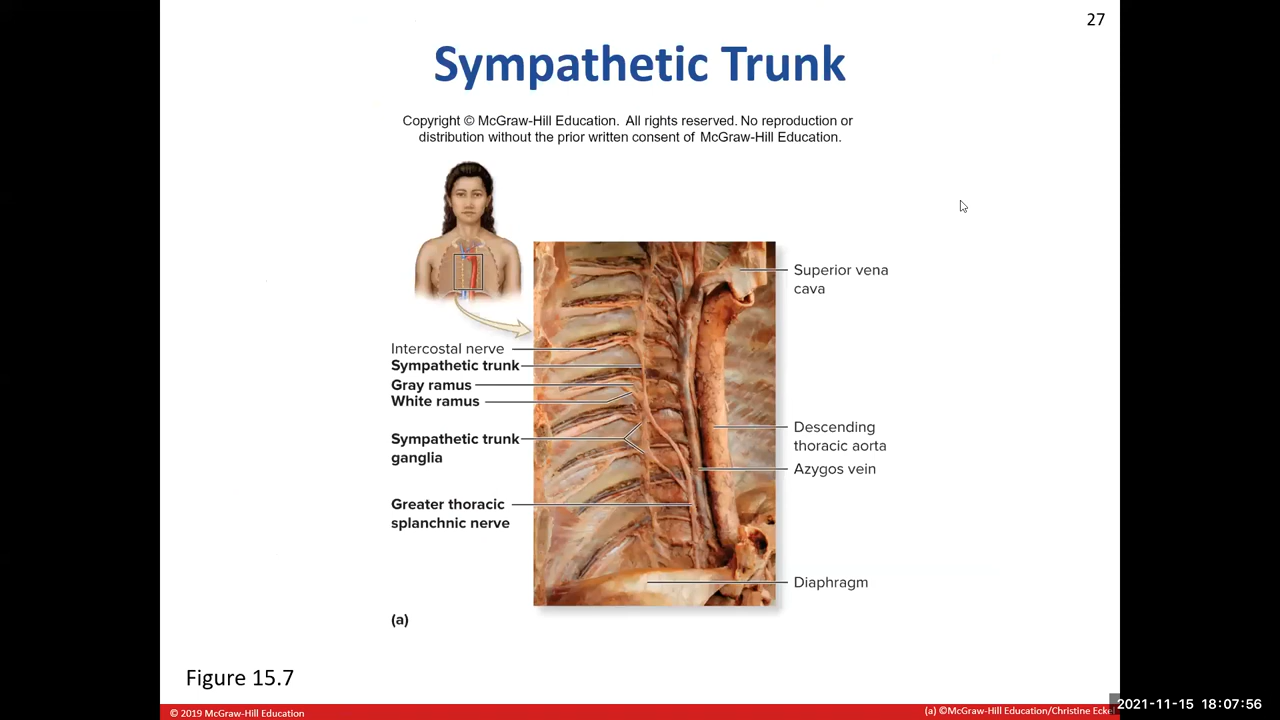 27
Sympathetic Trunk
Copyright © McGraw-Hill Education. All rights reserved. No reproduction or
distribution without the prior written consent of McGraw-Hill Education.
Superior vena
cava
Intercostal nerve
Sympathetic trunk
Gray ramus
White ramus
Sympathetic trunk
ganglia
Greater thoracic
splanchnic nerve
Descending
thoracic aorta
Azygos vein
Diaphragm
(a)
Figure 15.7
© 2019 McGraw-Hill Education
(a) ©McGraw-Hill Education/Christine Ecke
2021-11-15 18:07:56